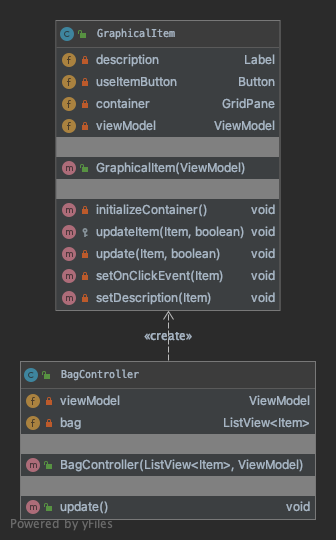 GraphicalItem
description Label
useItemButton Button
container GridPane
viewModel ViewModel
GraphicalItem(ViewModel)
initializeContainer() void
updateItem(Item, boolean) void
update(Item, boolean) void
setOnClickEvent(Item) void
setDescription(Item) void
«create»
BagController
viewModel ViewModel
bag ListView<Item>
BagController(ListView<Item>, ViewModel)
update() void
Powered by yFiles